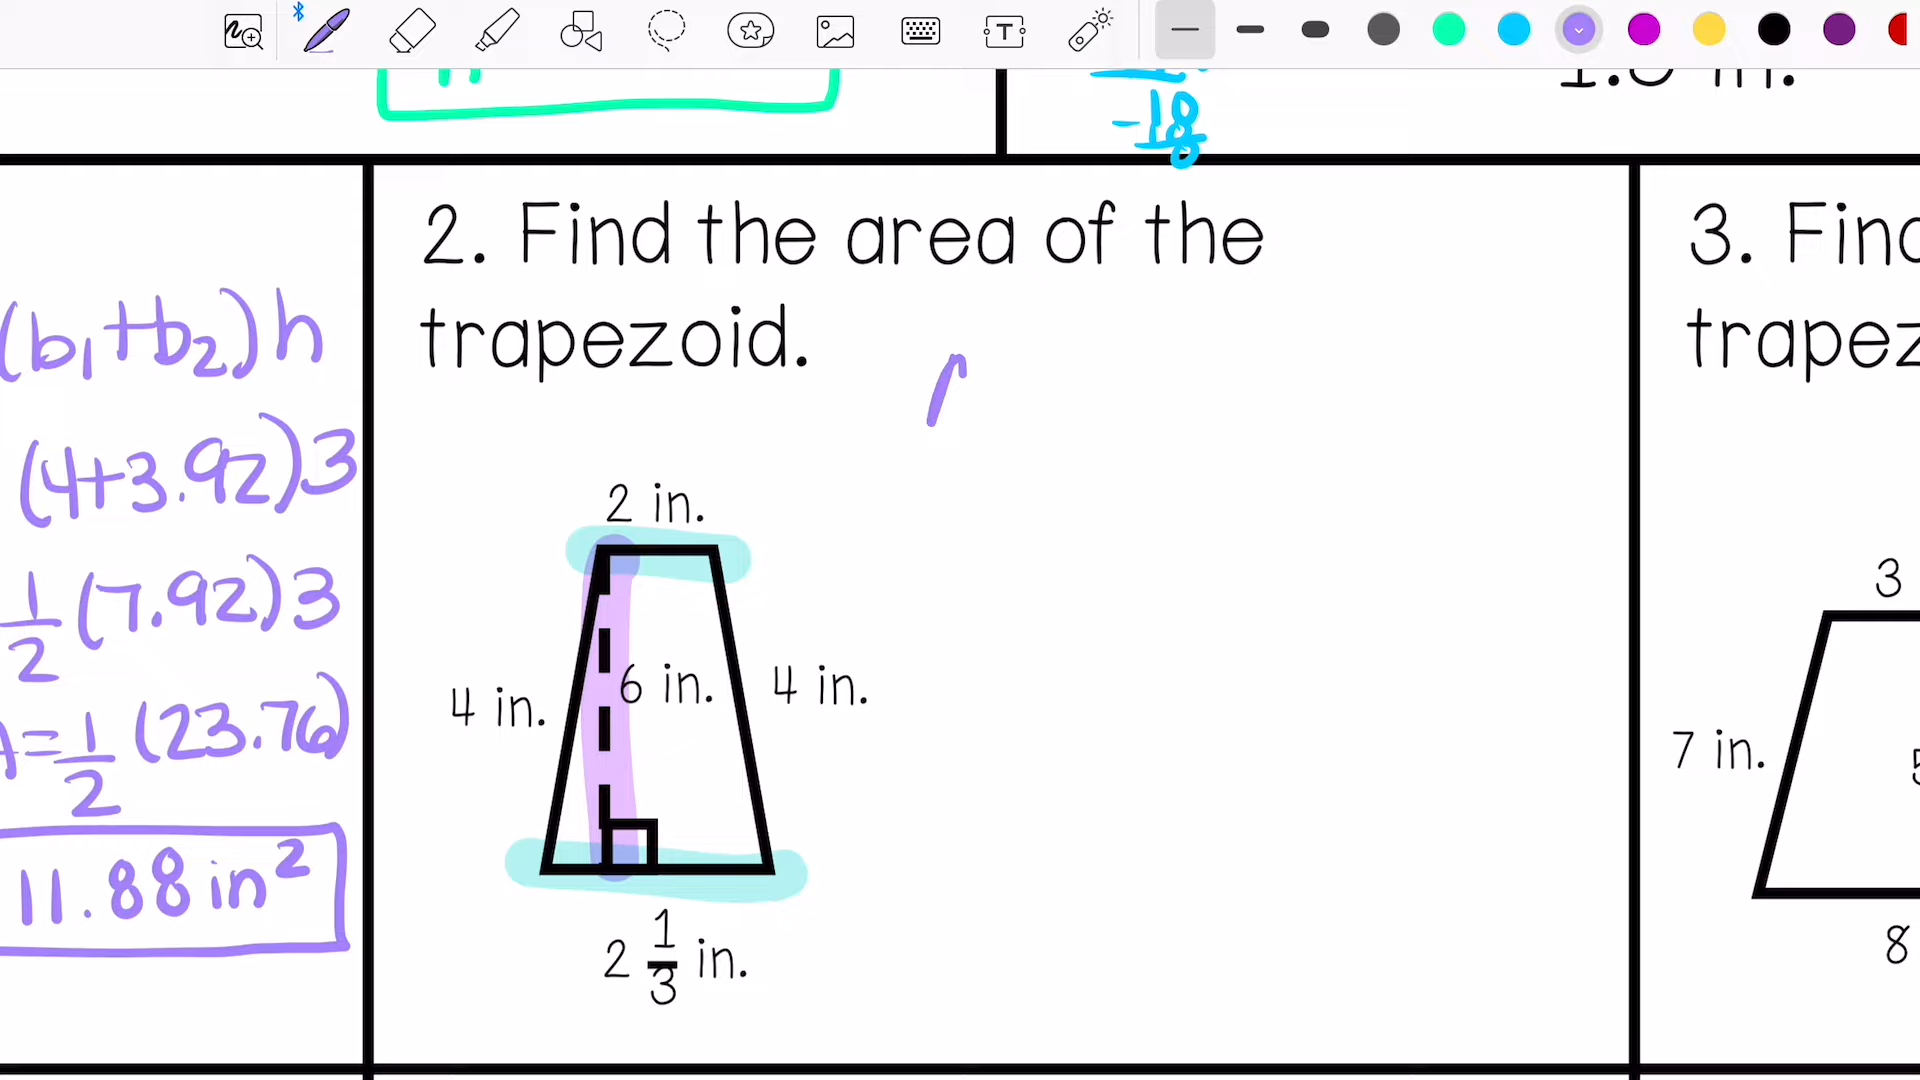 -18
0
(b₁+b₂)h
(4+3.92)3
1/2 (7.92)3
=1/2 (23.76)
11.88 in²
2. Find the area of the
trapezoid.
2 in.
4 in.
6 in.
4 in.
2 1/3 in.
3. Find
trapez
3
7 in.
8